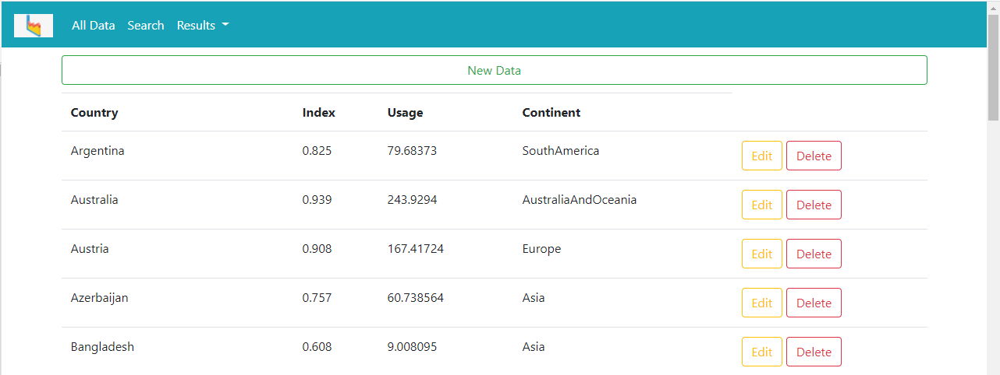 All Data Search Results
New Data
Country Index Usage Continent
Argentina 0.825 79.68373 SouthAmerica Edit Delete
Australia 0.939 243.9294 AustraliaAndOceania Edit Delete
Austria 0.908 167.41724 Europe Edit Delete
Azerbaijan 0.757 60.738564 Asia Edit Delete
Bangladesh 0.608 9.008095 Asia Edit Delete